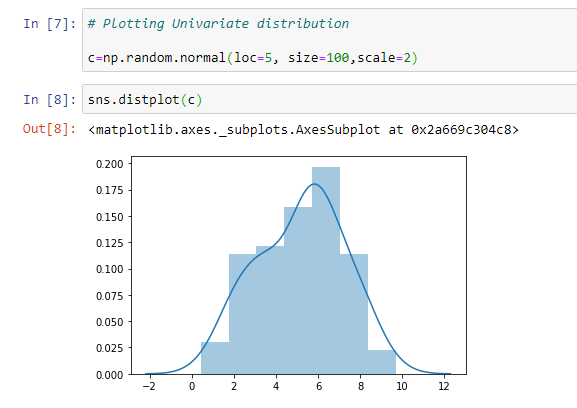 In [7]: # Plotting Univariate distribution
c=np.random.normal(loc=5, size=100,scale=2)
In [8]: sns.distplot(c)
Out[8]: <matplotlib.axes._subplots.AxesSubplot at 0x2a669c304c8>
0.200
0.175
0.150
0.125
0.100
0.075
0.050
0.025
0.000
−2 0 2 4 6 8 10 12